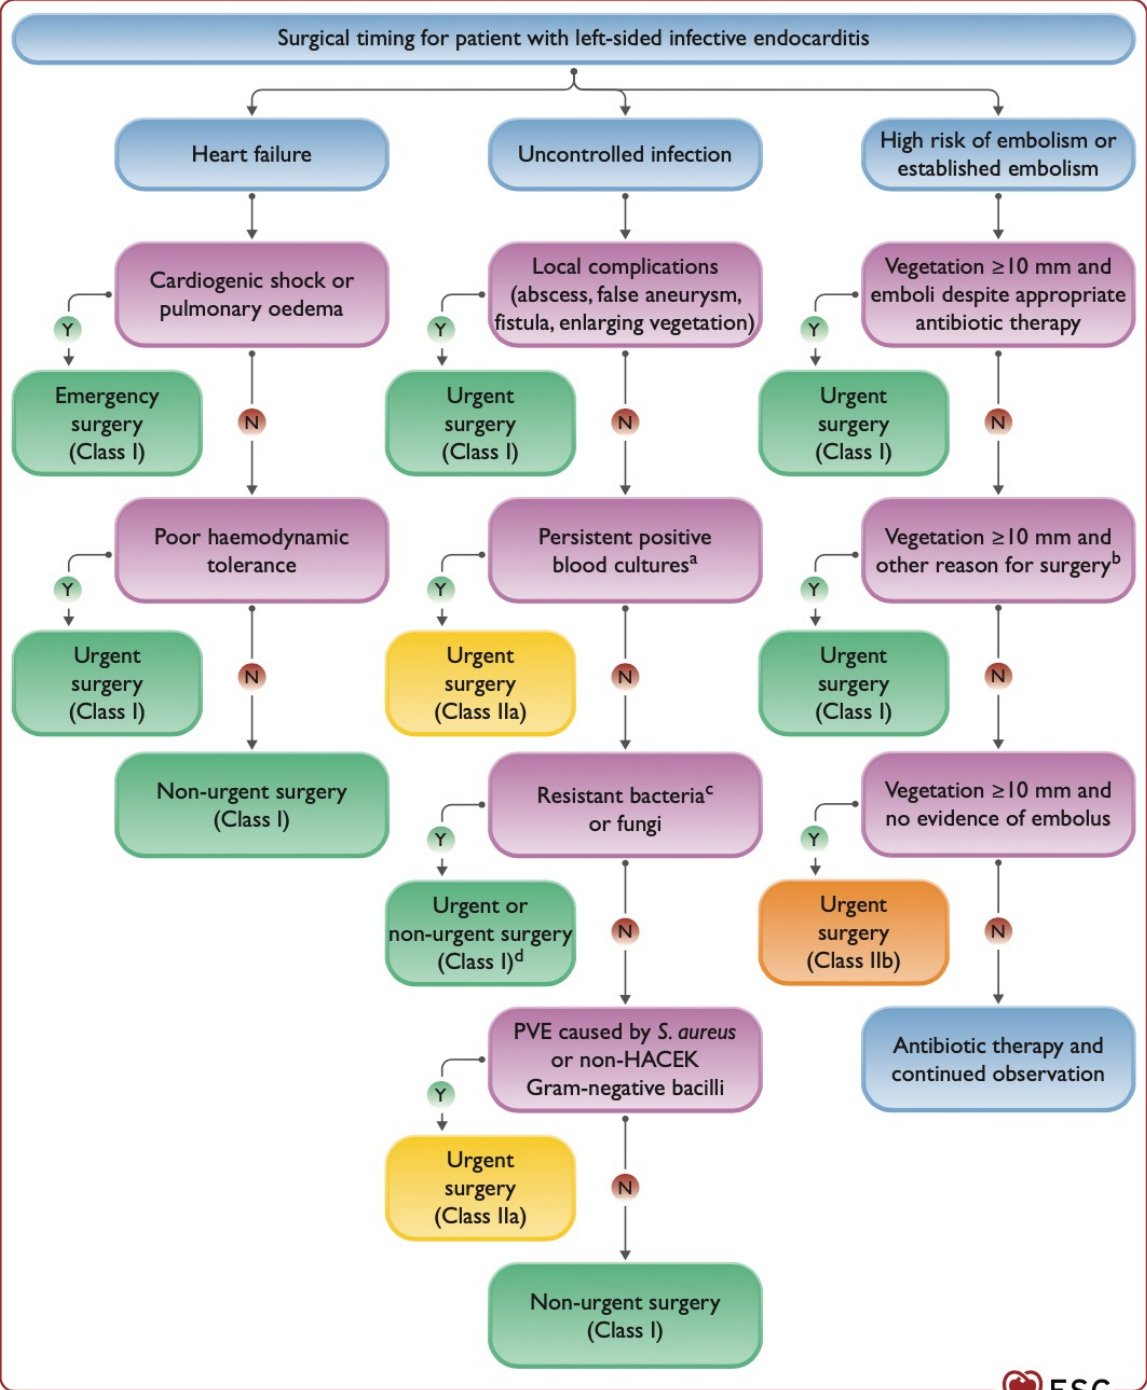 Surgical timing for patient with left-sided infective endocarditis
Heart failure
Uncontrolled infection
High risk of embolism or
established embolism
Cardiogenic shock or
pulmonary oedema
Y
Emergency
surgery
(Class I)
N
Poor haemodynamic
tolerance
Y
Urgent
surgery
(Class I)
N
Non-urgent surgery
(Class I)
Local complications
(abscess, false aneurysm,
fistula, enlarging vegetation)
Y
Urgent
surgery
(Class I)
N
Persistent positive
blood culturesᵃ
Y
Urgent
surgery
(Class IIa)
N
Resistant bacteriaᶜ
or fungi
Y
Urgent or
non-urgent surgery
(Class I)ᵈ
N
PVE caused by S. aureus
or non-HACEK
Gram-negative bacilli
Y
Urgent
surgery
(Class IIa)
N
Non-urgent surgery
(Class I)
Vegetation ≥10 mm and
emboli despite appropriate
antibiotic therapy
Y
Urgent
surgery
(Class I)
N
Vegetation ≥10 mm and
other reason for surgeryᵇ
Y
Urgent
surgery
(Class I)
N
Vegetation ≥10 mm and
no evidence of embolus
Y
Urgent
surgery
(Class IIb)
N
Antibiotic therapy and
continued observation
ESC